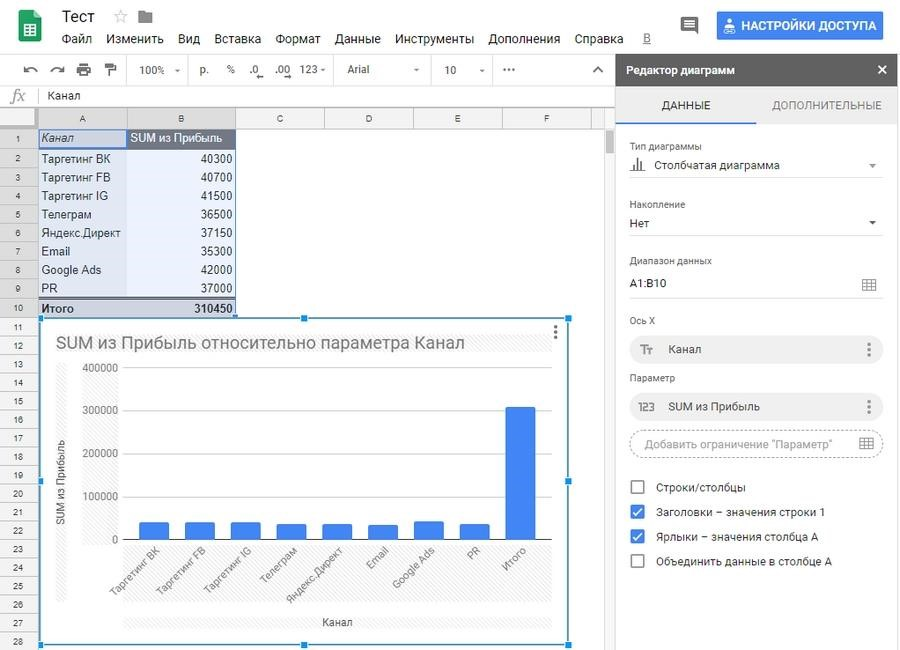 Тест
Файл Изменить Вид Вставка Формат Данные Инструменты Дополнения Справка В
НАСТРОЙКИ ДОСТУПА
100% р. % .0 .00 123 Arial 10
fx Канал
A B C D E F
1 Канал SUM из Прибыль
2 Таргетинг ВК 40300
3 Таргетинг FB 40700
4 Таргетинг IG 41500
5 Телеграм 36500
6 Яндекс.Директ 37150
7 Email 35300
8 Google Ads 42000
9 PR 37000
10 Итого 310450
11
12
13
14
15
16
17
18
19
20
21
22
23
24
25
26
27
28
SUM из Прибыль относительно параметра Канал
SUM из Прибыль
400000
300000
200000
100000
0
Таргетинг ВК Таргетинг FB Таргетинг IG Телеграм Яндекс.Директ Email Google Ads PR Итого
Канал
Редактор диаграмм
ДАННЫЕ ДОПОЛНИТЕЛЬНЫЕ
Тип диаграммы
Столбчатая диаграмма
Накопление
Нет
Диапазон данных
A1:B10
Ось X
Тт Канал
Параметр
123 SUM из Прибыль
Добавить ограничение "Параметр"
Строки/столбцы
Заголовки – значения строки 1
Ярлыки – значения столбца А
Объединить данные в столбце А